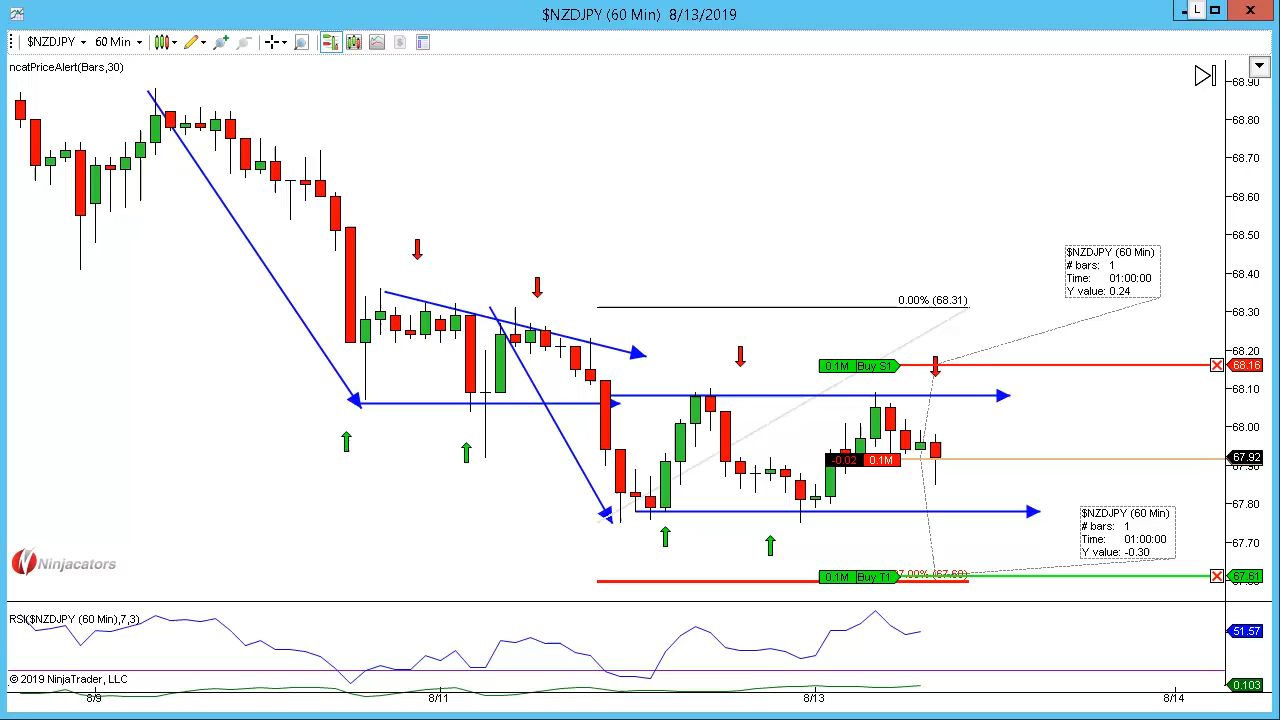 $NZDJPY (60 Min) 8/13/2019
L
$NZDJPY 60 Min
ncatPriceAlert(Bars,30)
68.90
68.80
68.70
68.60
68.50
$NZDJPY (60 Min)
# bars: 1
Time: 01:00:00
Y value: 0.24
68.40
0.00% (68.31)
68.30
68.20
0.1M Buy S1
68.16
68.10
68.00
-0.02 0.1M
67.92
67.80
$NZDJPY (60 Min)
# bars: 1
Time: 01:00:00
Y value: -0.30
67.70
Ninjacators
0.1M Buy T1
67.61
RSI($NZDJPY (60 Min),7,3)
51.57
© 2019 NinjaTrader, LLC
0.103
8/9 8/11 8/13 8/14